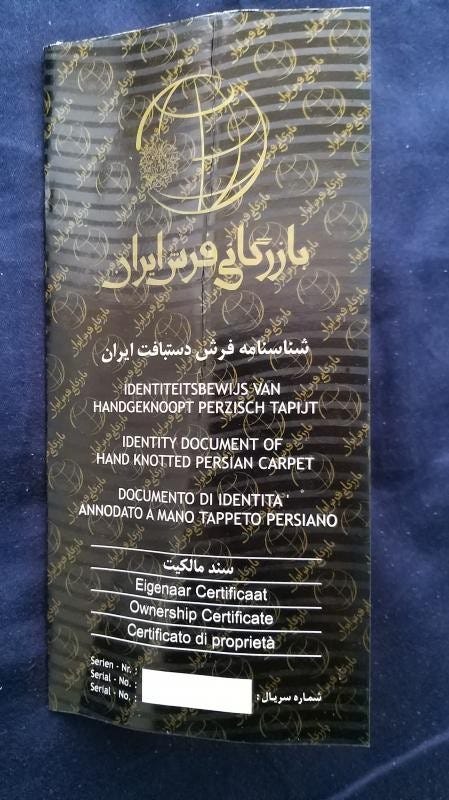 بازرگانی فرش ایران
شناسنامه فرش دستبافت ایران
IDENTITEITSBEWIJS VAN
HANDGEKNOOPT PERZISCH TAPIJT
IDENTITY DOCUMENT OF
HAND KNOTTED PERSIAN CARPET
DOCUMENTO DI IDENTITA'
ANNODATO A MANO TAPPETO PERSIANO
سند مالکیت
Eigenaar Certificaat
Ownership Certificate
Certificato di proprietà
Serien - Nr. :
Serial - No. :
Serial - No. :
شماره سریال :